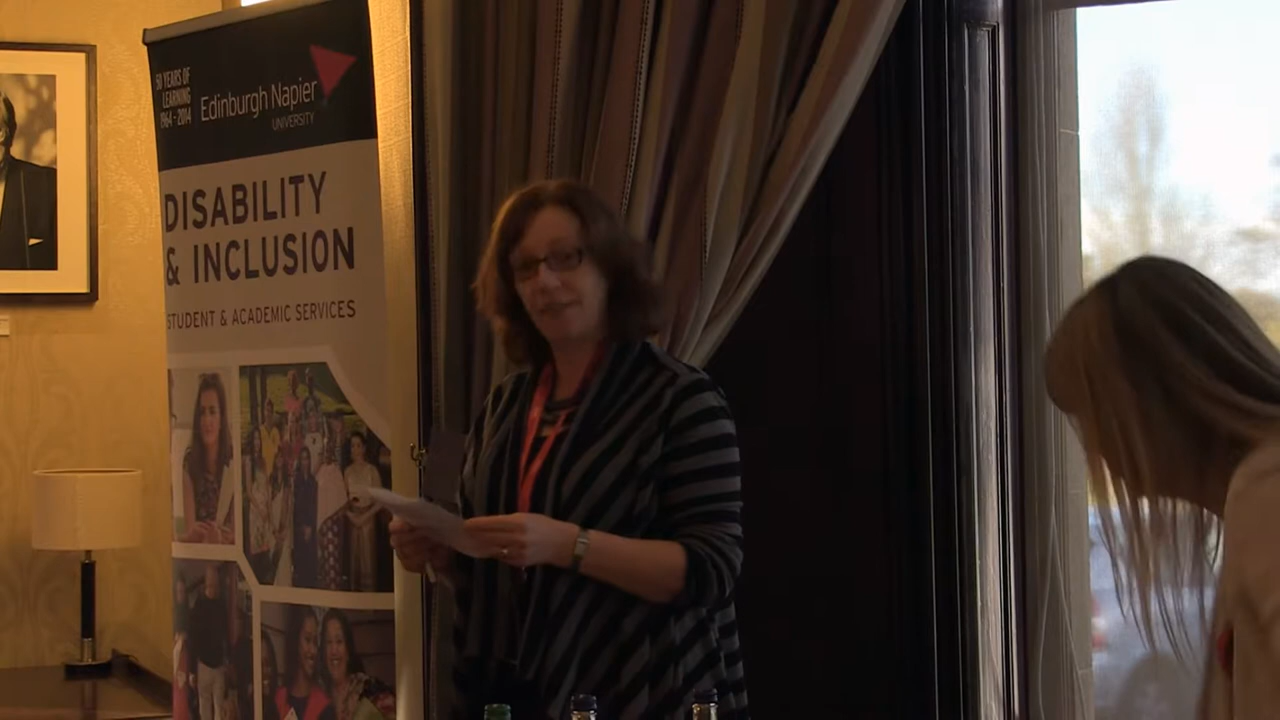 50 YEARS OF
LEARNING
1964 - 2014
Edinburgh Napier
UNIVERSITY
DISABILITY
& INCLUSION
STUDENT & ACADEMIC SERVICES